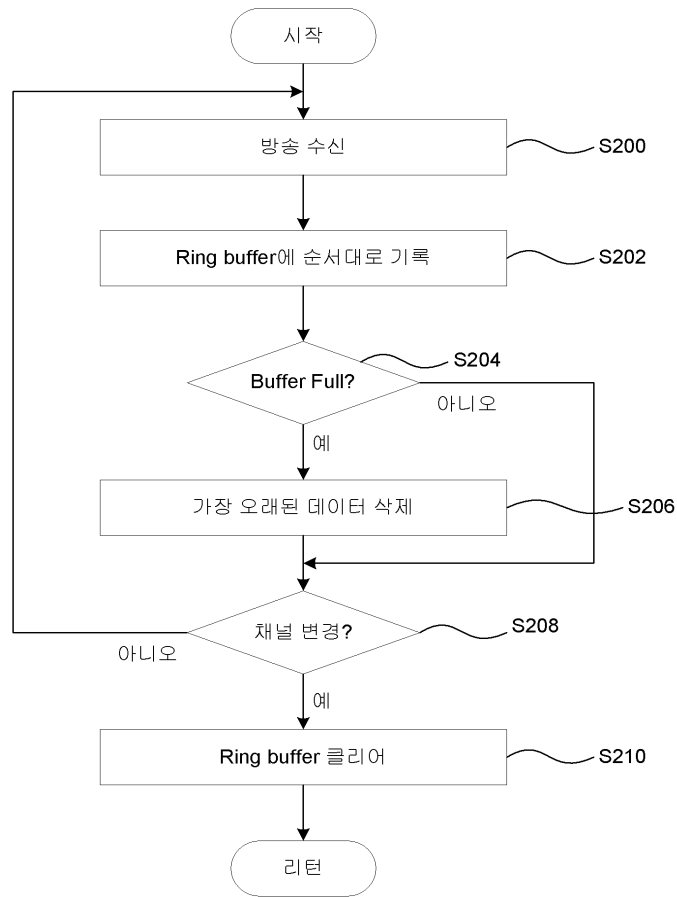 시작
방송 수신
S200
Ring buffer에 순서대로 기록
S202
S204
Buffer Full?
아니오
예
가장 오래된 데이터 삭제
S206
채널 변경?
S208
아니오
예
Ring buffer 클리어
S210
리턴